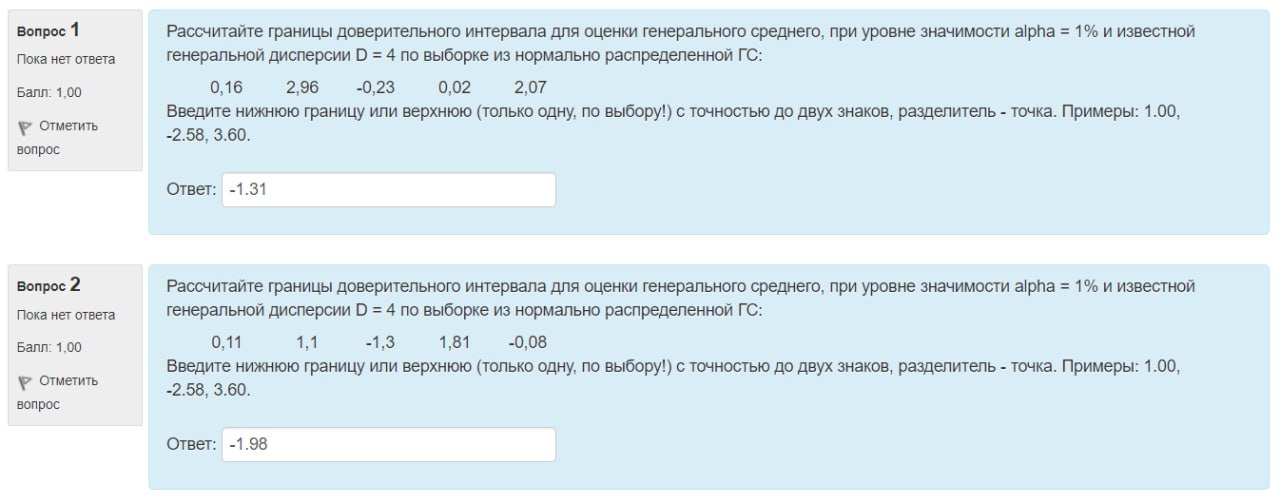 Вопрос 1
Пока нет ответа
Балл: 1,00
Отметить
вопрос
Рассчитайте границы доверительного интервала для оценки генерального среднего, при уровне значимости alpha = 1% и известной
генеральной дисперсии D = 4 по выборке из нормально распределенной ГС:
0,16 2,96 -0,23 0,02 2,07
Введите нижнюю границу или верхнюю (только одну, по выбору!) с точностью до двух знаков, разделитель - точка. Примеры: 1.00,
-2.58, 3.60.
Ответ: -1.31
Вопрос 2
Пока нет ответа
Балл: 1,00
Отметить
вопрос
Рассчитайте границы доверительного интервала для оценки генерального среднего, при уровне значимости alpha = 1% и известной
генеральной дисперсии D = 4 по выборке из нормально распределенной ГС:
0,11 1,1 -1,3 1,81 -0,08
Введите нижнюю границу или верхнюю (только одну, по выбору!) с точностью до двух знаков, разделитель - точка. Примеры: 1.00,
-2.58, 3.60.
Ответ: -1.98